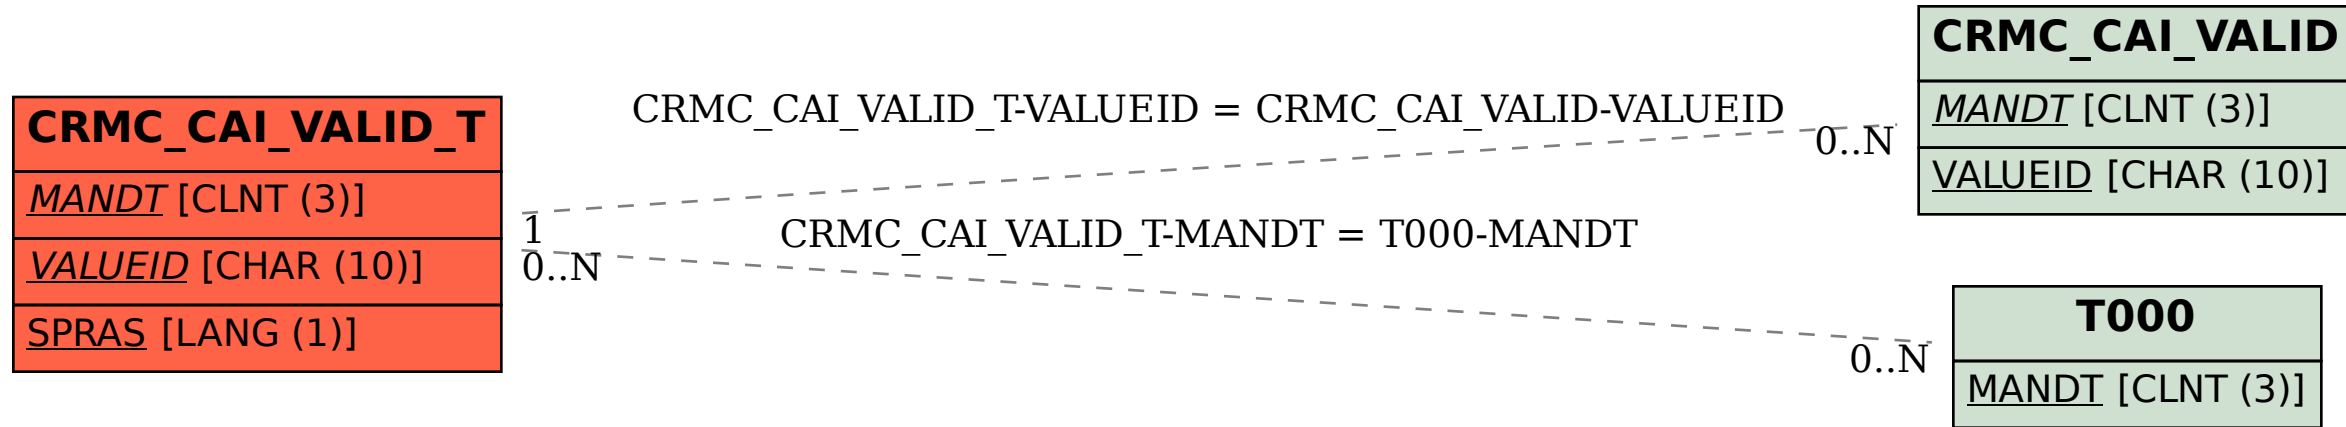 CRMC_CAI_VALID_T
MANDT [CLNT (3)]
VALUEID [CHAR (10)]
SPRAS [LANG (1)]
CRMC_CAI_VALID_T-VALUEID = CRMC_CAI_VALID-VALUEID
1
0..N
CRMC_CAI_VALID_T-MANDT = T000-MANDT
0..N
0..N
CRMC_CAI_VALID
MANDT [CLNT (3)]
VALUEID [CHAR (10)]
T000
MANDT [CLNT (3)]